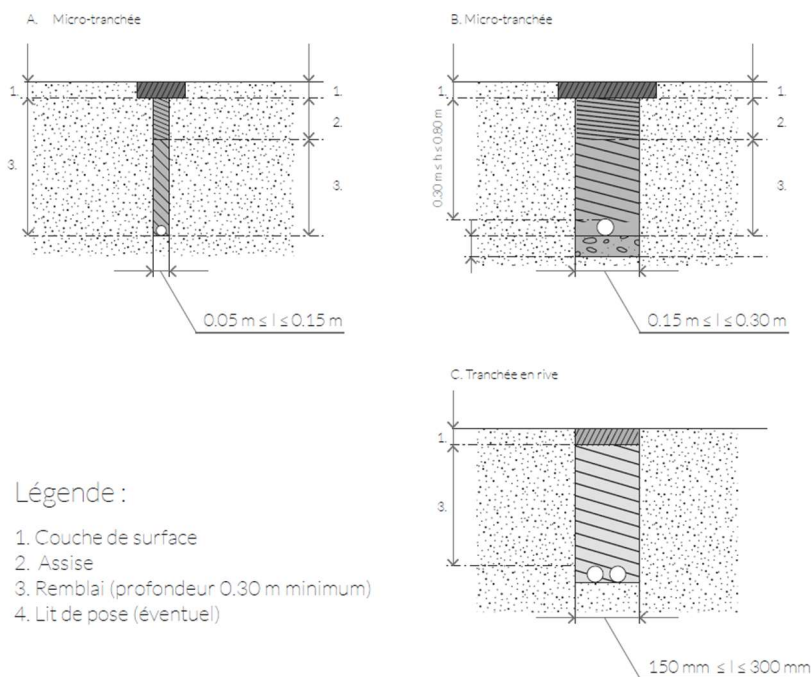 A. Micro-tranchée
B. Micro-tranchée
1.
1.
2.
3.
3.
0.05 m ≤ l ≤ 0.15 m
1.
0.30 m ≤ h ≤ 0.80 m
1.
2.
3.
0.15 m ≤ l ≤ 0.30 m
C. Tranchée en rive
1.
3.
150 mm ≤ l ≤ 300 mm
Légende :
1. Couche de surface
2. Assise
3. Remblai (profondeur 0.30 m minimum)
4. Lit de pose (éventuel)